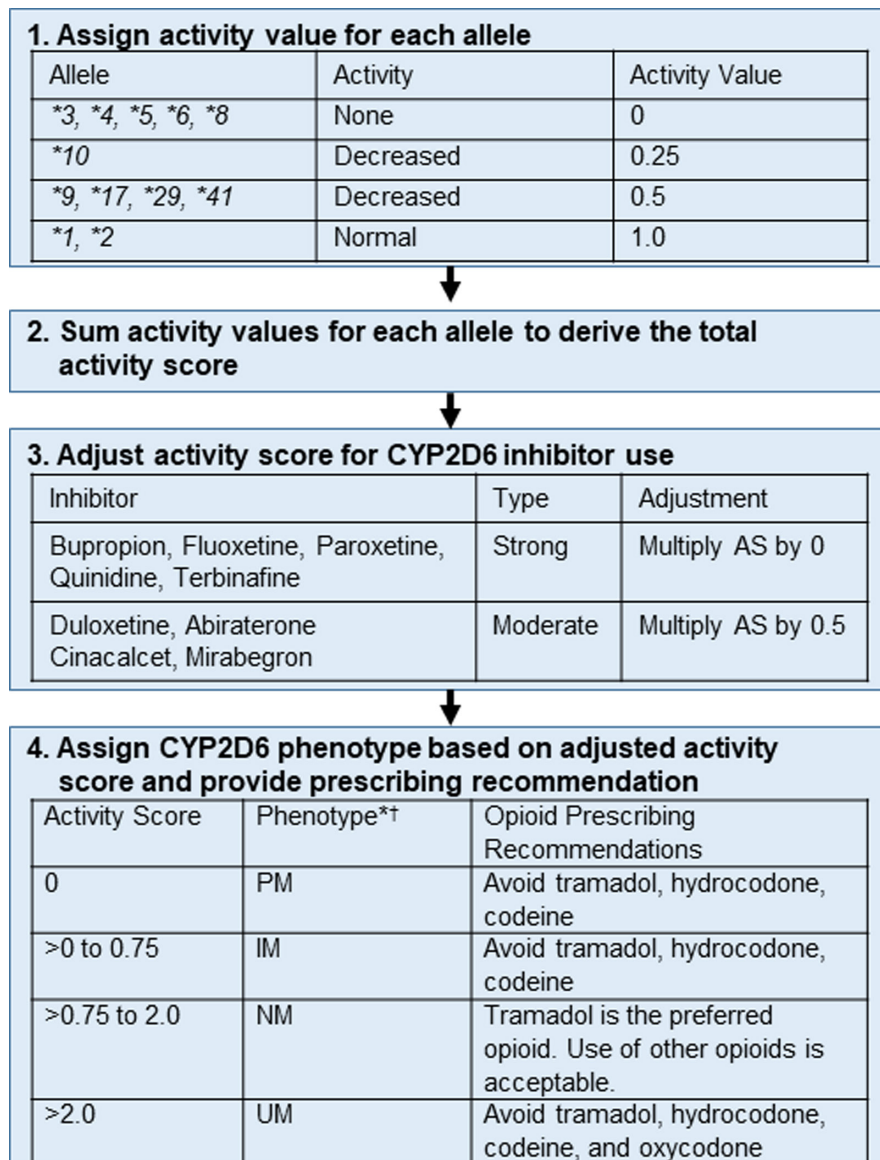 1. Assign activity value for each allele
Allele Activity Activity Value
*3, *4, *5, *6, *8 None 0
*10 Decreased 0.25
*9, *17, *29, *41 Decreased 0.5
*1, *2 Normal 1.0
2. Sum activity values for each allele to derive the total
activity score
3. Adjust activity score for CYP2D6 inhibitor use
Inhibitor Type Adjustment
Bupropion, Fluoxetine, Paroxetine, Strong Multiply AS by 0
Quinidine, Terbinafine
Duloxetine, Abiraterone Moderate Multiply AS by 0.5
Cinacalcet, Mirabegron
4. Assign CYP2D6 phenotype based on adjusted activity
score and provide prescribing recommendation
Activity Score Phenotype*† Opioid Prescribing
Recommendations
0 PM Avoid tramadol, hydrocodone,
codeine
>0 to 0.75 IM Avoid tramadol, hydrocodone,
codeine
>0.75 to 2.0 NM Tramadol is the preferred
opioid. Use of other opioids is
acceptable.
>2.0 UM Avoid tramadol, hydrocodone,
codeine, and oxycodone